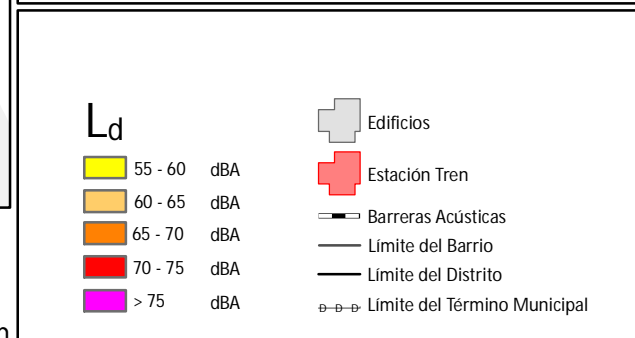 Ld
55 - 60 dBA
60 - 65 dBA
65 - 70 dBA
70 - 75 dBA
> 75 dBA
Edificios
Estación Tren
Barreras Acústicas
Límite del Barrio
Límite del Distrito
Límite del Término Municipal